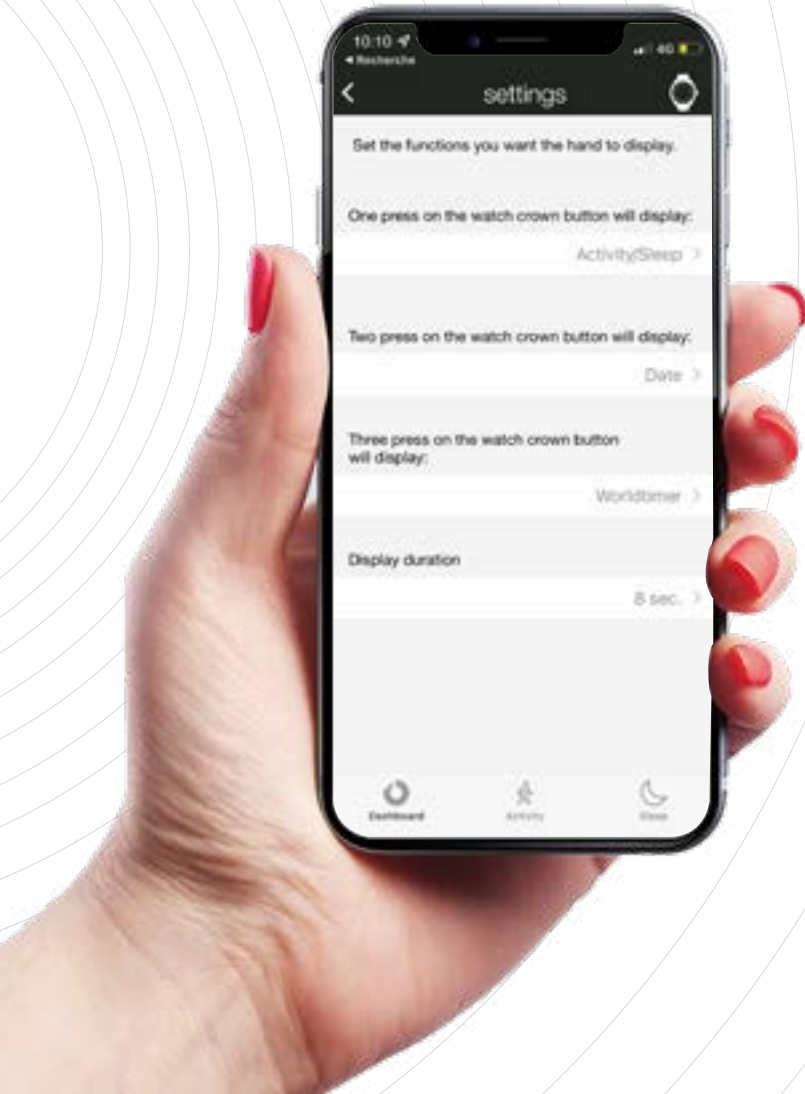 10:10
4G
◀ Recherche
settings
Set the functions you want the hand to display.
One press on the watch crown button will display:
Activity/Sleep >
Two press on the watch crown button will display:
Date >
Three press on the watch crown button
will display:
Worldtimer >
Display duration
8 sec. >
Dashboard
Activity
Sleep